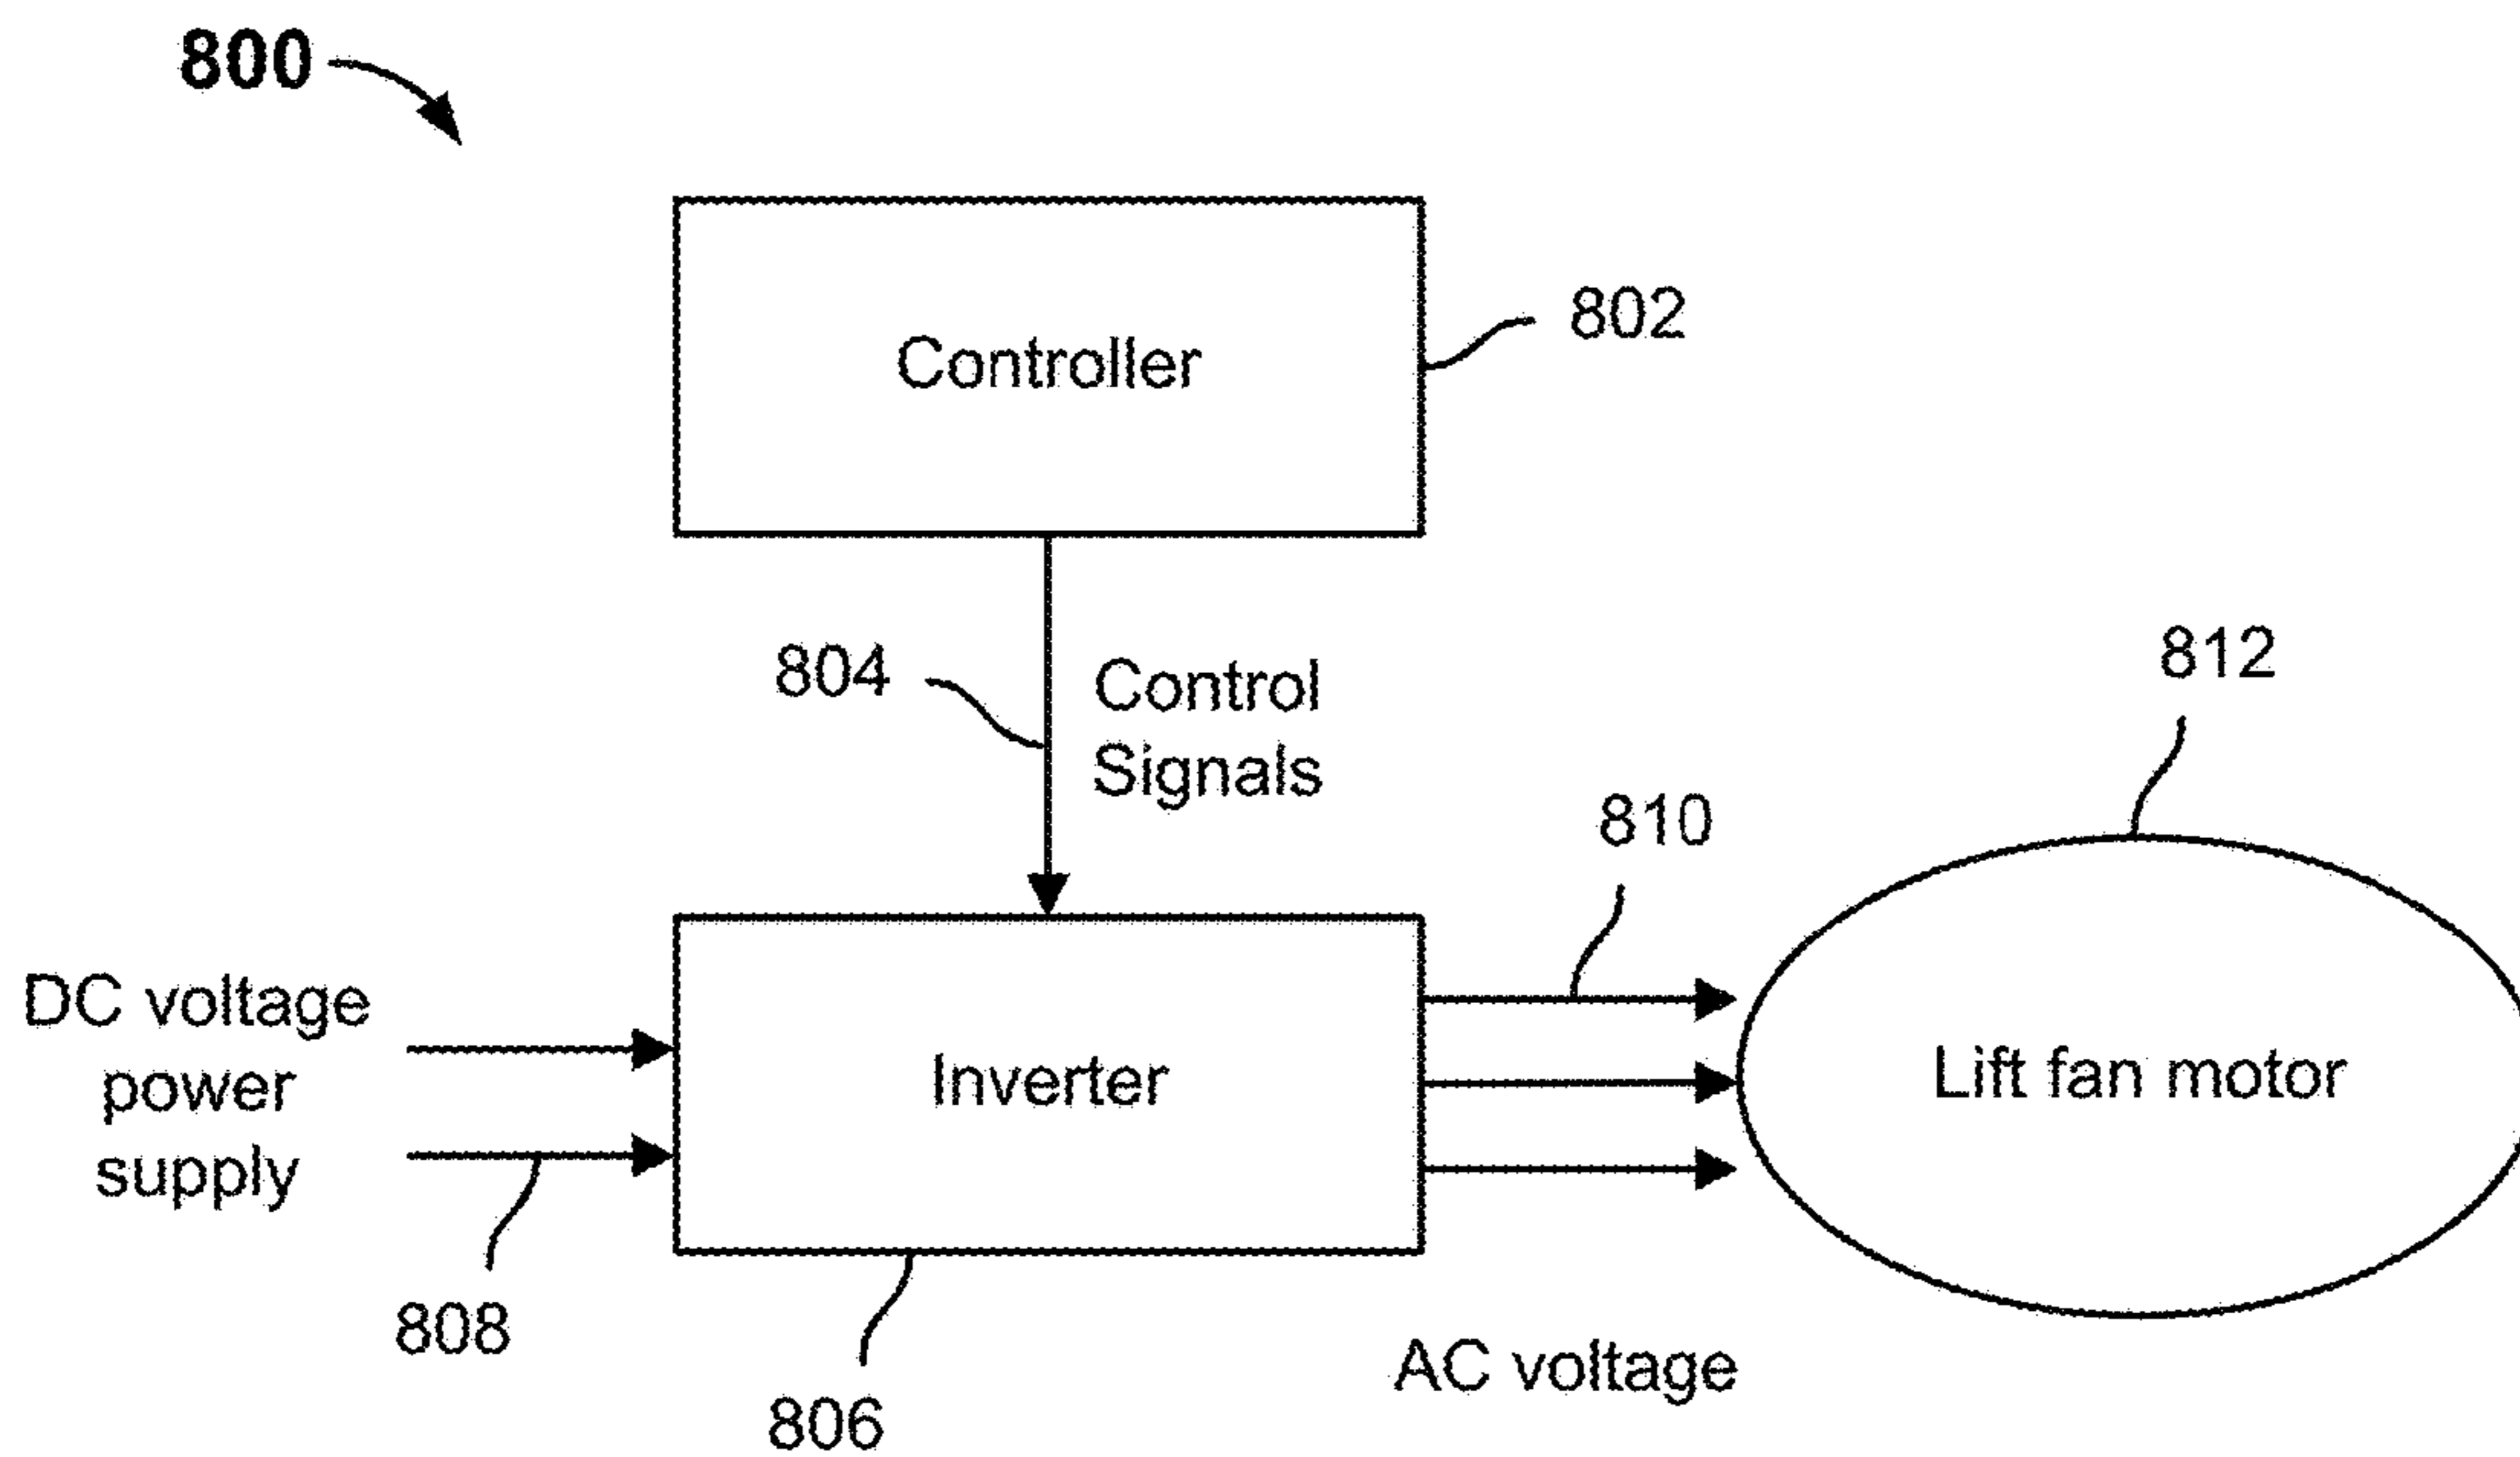 800
802
Controller
804
Control
Signals
812
810
DC voltage
power
supply
Inverter
Lift fan motor
808
806
AC voltage